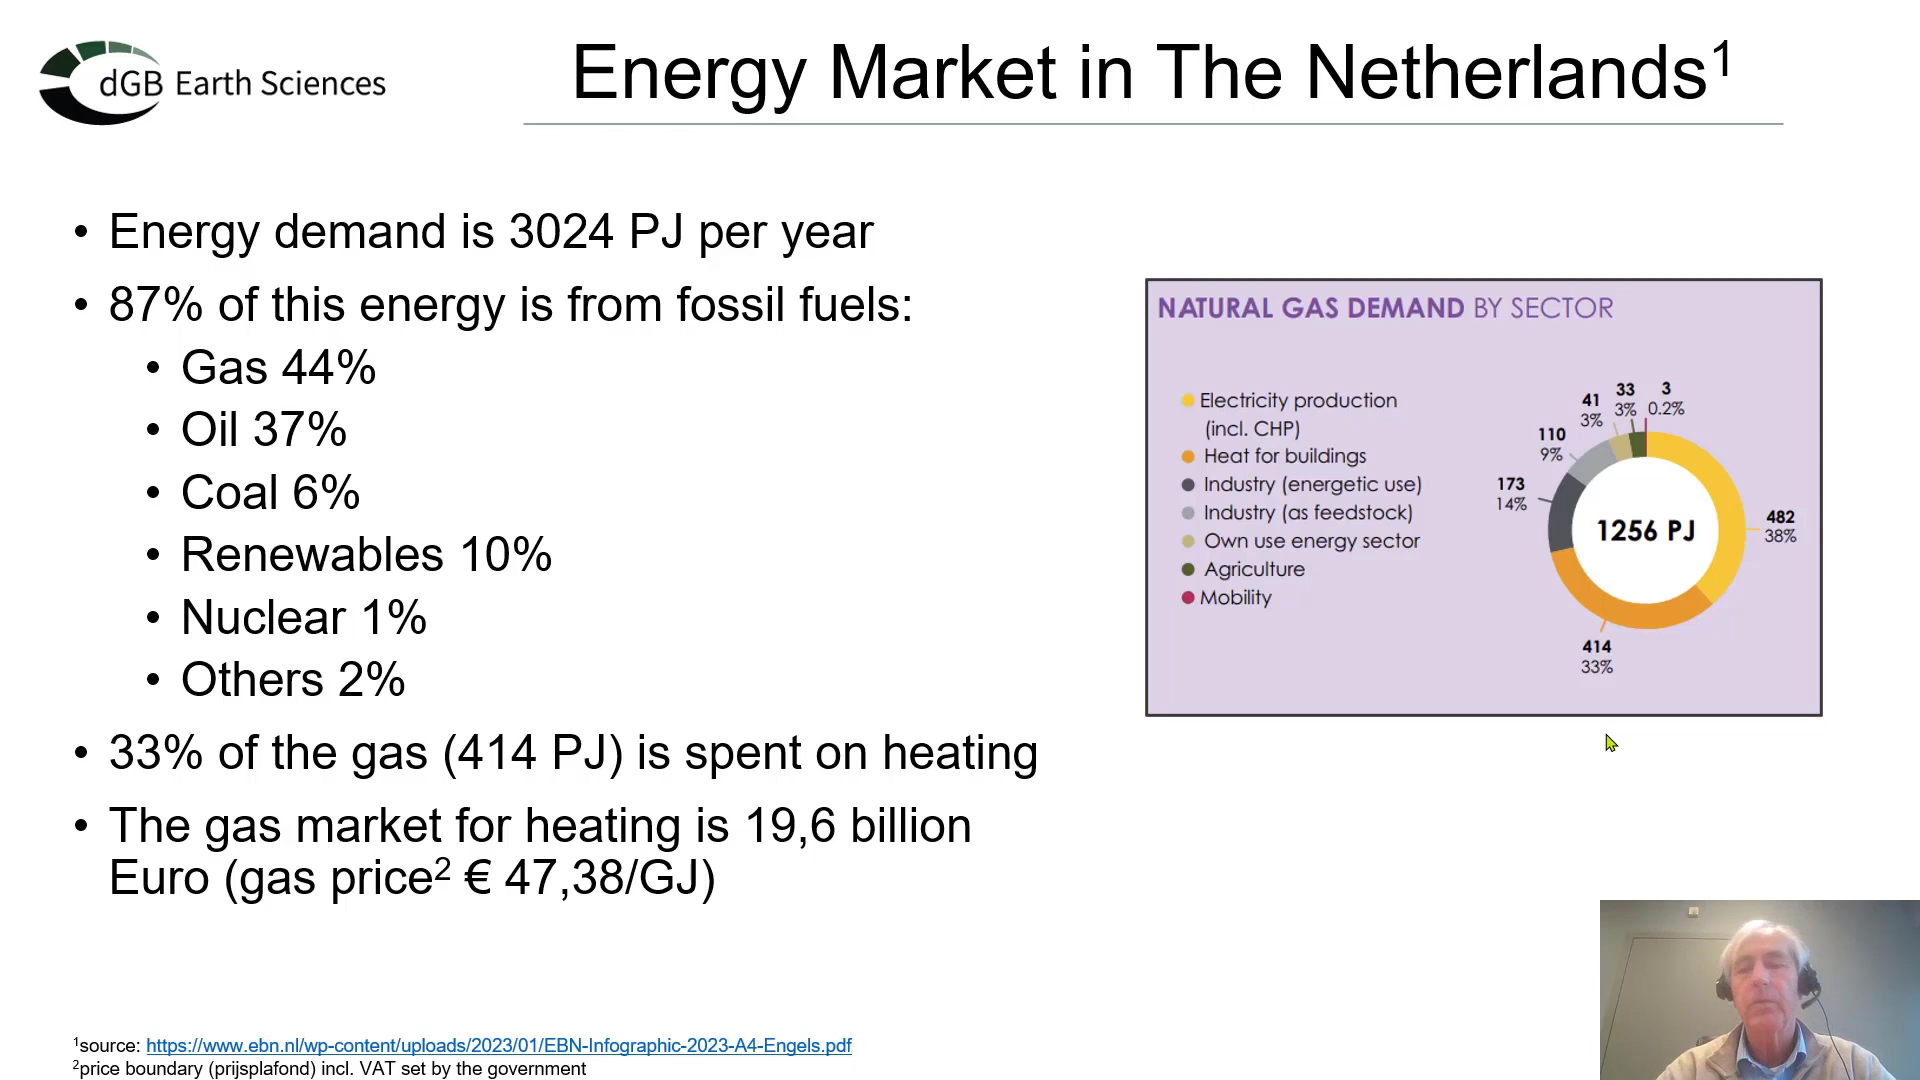 dGB Earth Sciences
Energy Market in The Netherlands¹
• Energy demand is 3024 PJ per year
• 87% of this energy is from fossil fuels:
• Gas 44%
• Oil 37%
• Coal 6%
• Renewables 10%
• Nuclear 1%
• Others 2%
• 33% of the gas (414 PJ) is spent on heating
• The gas market for heating is 19,6 billion
Euro (gas price² € 47,38/GJ)
NATURAL GAS DEMAND BY SECTOR
Electricity production
(incl. CHP)
Heat for buildings
Industry (energetic use)
Industry (as feedstock)
Own use energy sector
Agriculture
Mobility
41
3%
33
3%
3
0.2%
110
9%
173
14%
1256 PJ
482
38%
414
33%
¹source: https://www.ebn.nl/wp-content/uploads/2023/01/EBN-Infographic-2023-A4-Engels.pdf
²price boundary (prijsplafond) incl. VAT set by the government